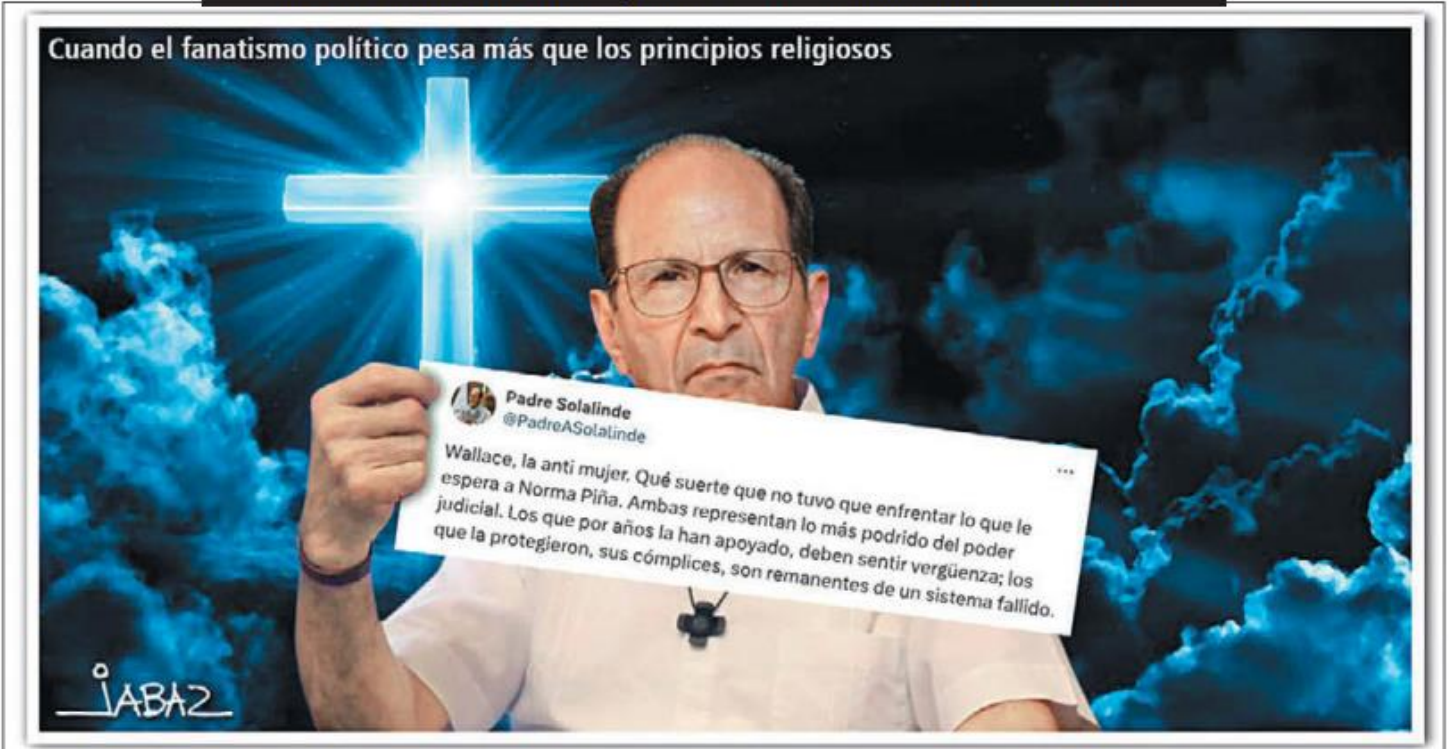 Cuando el fanatismo político pesa más que los principios religiosos
Padre Solalinde
@PadreASolalinde
...
Wallace, la anti mujer. Qué suerte que no tuvo que enfrentar lo que le
espera a Norma Piña. Ambas representan lo más podrido del poder
judicial. Los que por años la han apoyado, deben sentir vergüenza; los
que la protegieron, sus cómplices, son remanentes de un sistema fallido.
JABAZ